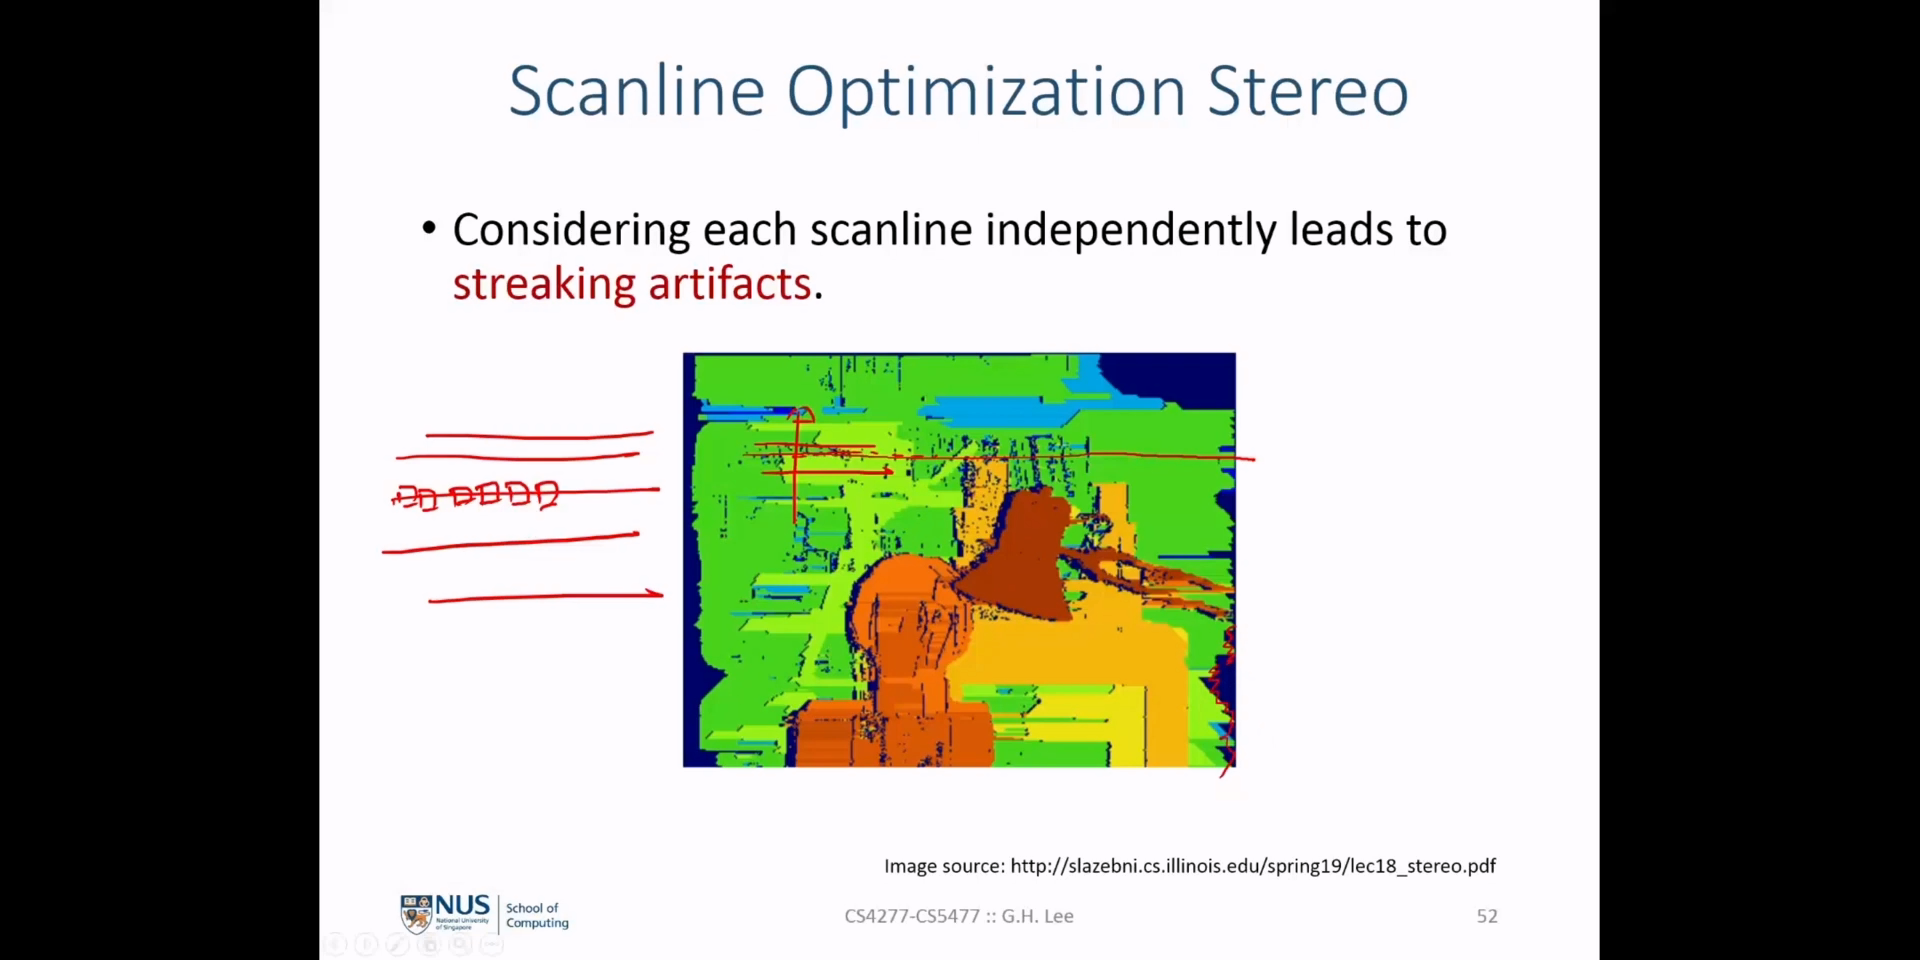 Scanline Optimization Stereo
• Considering each scanline independently leads to
streaking artifacts.
Image source: http://slazebni.cs.illinois.edu/spring19/lec18_stereo.pdf
NUS
National University
of Singapore
School of
Computing
CS4277-CS5477 :: G.H. Lee
52